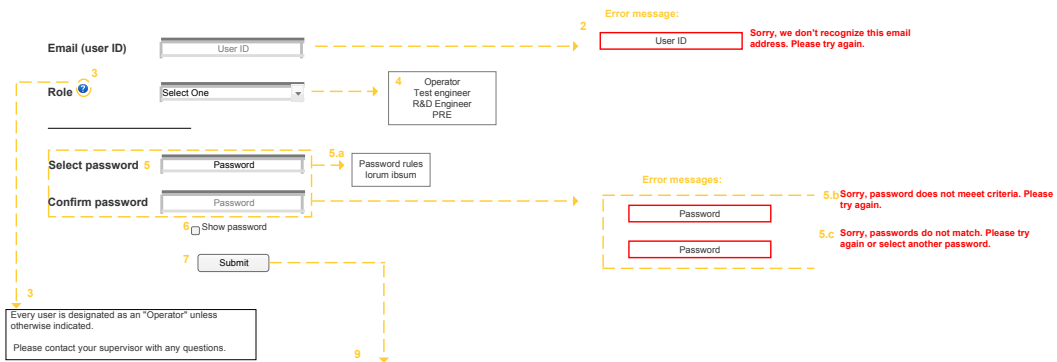 Error message:
2
Email (user ID)
User ID
User ID
Sorry, we don't recognize this email
address. Please try again.
3
Role
?
Select One
4
Operator
Test engineer
R&D Engineer
PRE
Select password
5
Password
5.a
Password rules
lorum ibsum
Confirm password
Password
Error messages:
5.b
Sorry, password does not meeet criteria. Please
try again.
Password
5.c
Sorry, passwords do not match. Please try
again or select another password.
Password
6
Show password
7
Submit
3
Every user is designated as an "Operator" unless
otherwise indicated.
Please contact your supervisor with any questions.
9